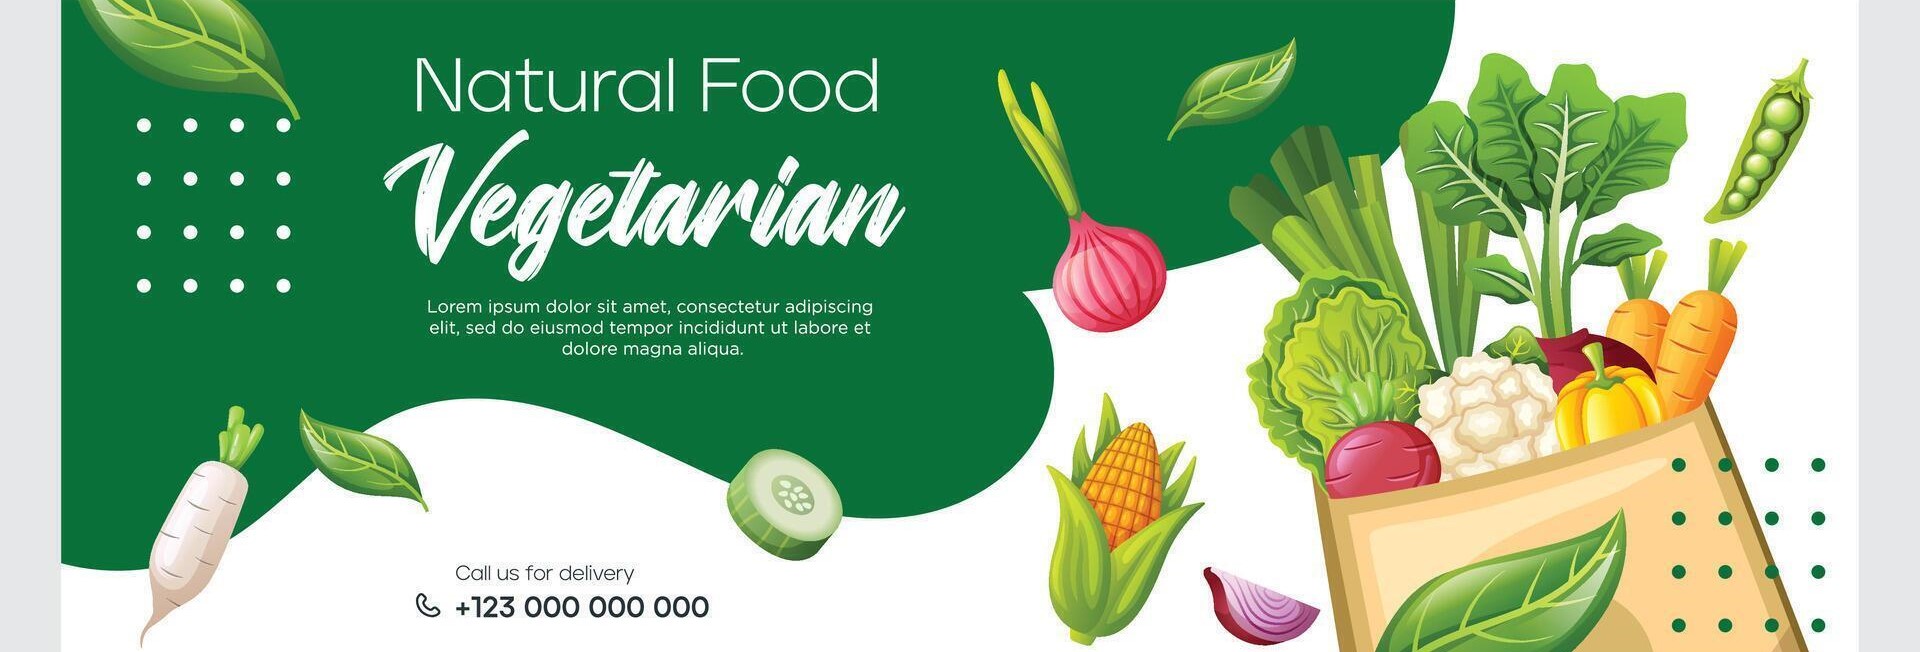 Natural Food
Vegetarian
Lorem ipsum dolor sit amet, consectetur adipiscing
elit, sed do eiusmod tempor incididunt ut labore et
dolore magna aliqua.
Call us for delivery
+123 000 000 000